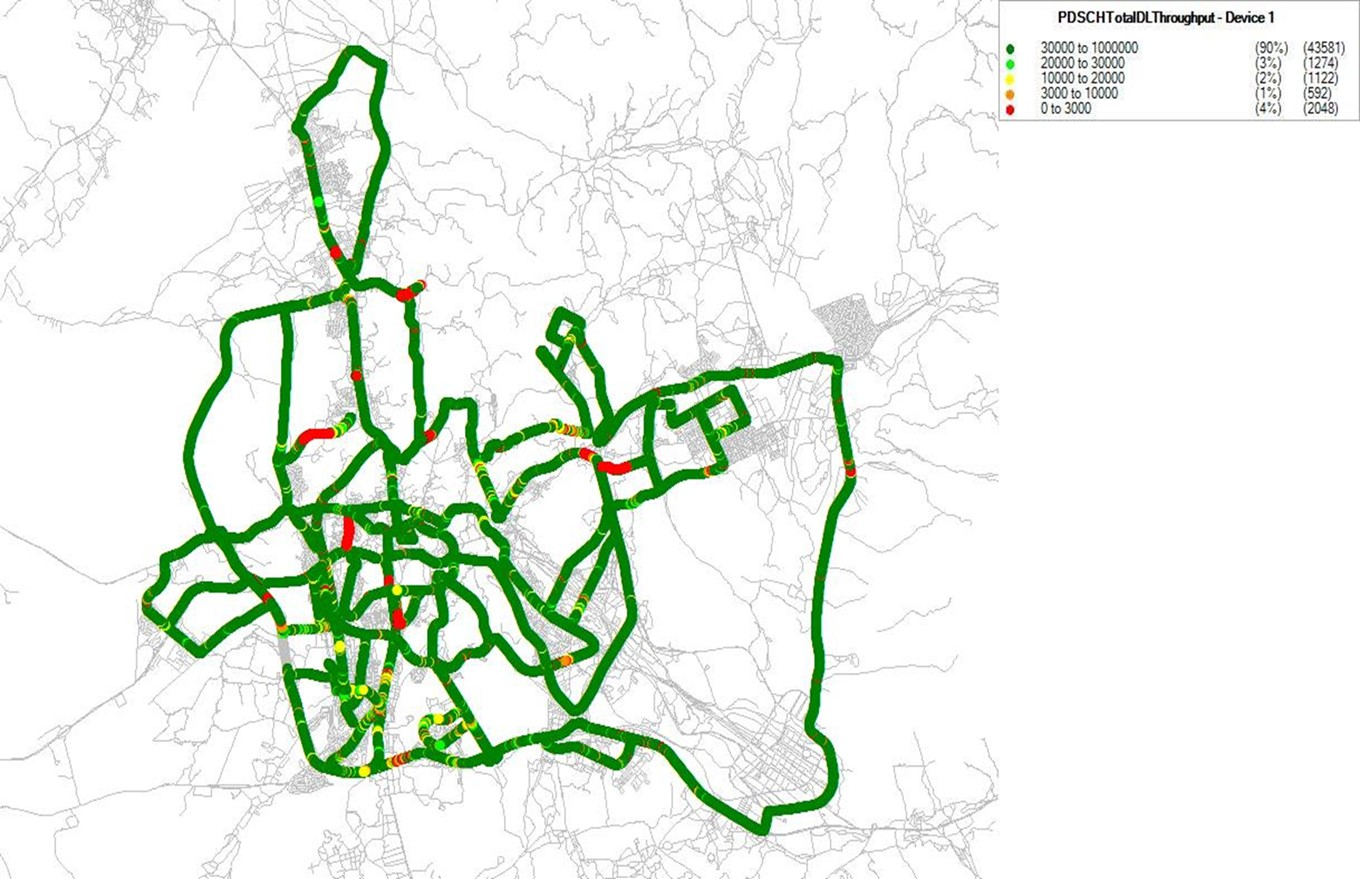 PDSCHTotalDLThroughput - Device 1
30000 to 1000000 (90%) (43581)
20000 to 30000 (3%) (1274)
10000 to 20000 (2%) (1122)
3000 to 10000 (1%) (592)
0 to 3000 (4%) (2048)